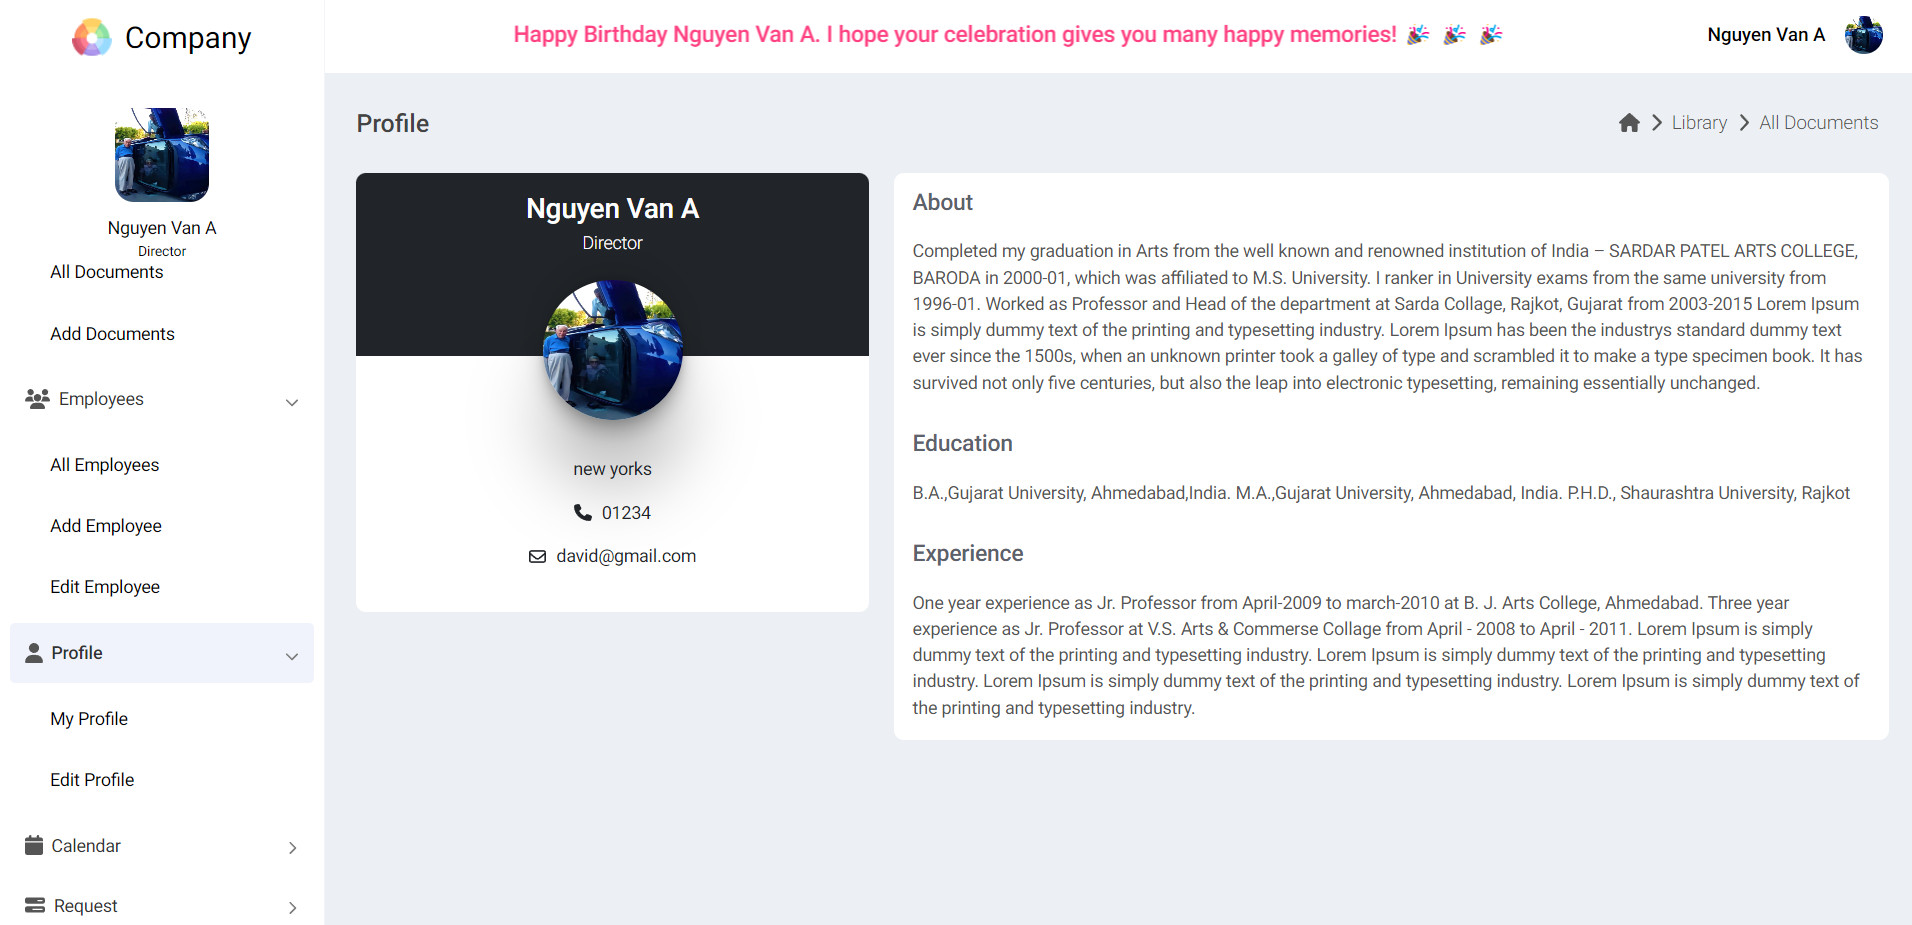 Company
Happy Birthday Nguyen Van A. I hope your celebration gives you many happy memories! 🎉 🎉 🎉
Nguyen Van A
Nguyen Van A
Director
All Documents
Add Documents
Employees
All Employees
Add Employee
Edit Employee
Profile
My Profile
Edit Profile
Calendar
Request
Profile
Library
All Documents
Nguyen Van A
Director
new yorks
01234
david@gmail.com
About
Completed my graduation in Arts from the well known and renowned institution of India – SARDAR PATEL ARTS COLLEGE,
BARODA in 2000-01, which was affiliated to M.S. University. I ranker in University exams from the same university from
1996-01. Worked as Professor and Head of the department at Sarda Collage, Rajkot, Gujarat from 2003-2015 Lorem Ipsum
is simply dummy text of the printing and typesetting industry. Lorem Ipsum has been the industrys standard dummy text
ever since the 1500s, when an unknown printer took a galley of type and scrambled it to make a type specimen book. It has
survived not only five centuries, but also the leap into electronic typesetting, remaining essentially unchanged.
Education
B.A.,Gujarat University, Ahmedabad,India. M.A.,Gujarat University, Ahmedabad, India. P.H.D., Shaurashtra University, Rajkot
Experience
One year experience as Jr. Professor from April-2009 to march-2010 at B. J. Arts College, Ahmedabad. Three year
experience as Jr. Professor at V.S. Arts & Commerse Collage from April - 2008 to April - 2011. Lorem Ipsum is simply
dummy text of the printing and typesetting industry. Lorem Ipsum is simply dummy text of the printing and typesetting
industry. Lorem Ipsum is simply dummy text of the printing and typesetting industry. Lorem Ipsum is simply dummy text of
the printing and typesetting industry.